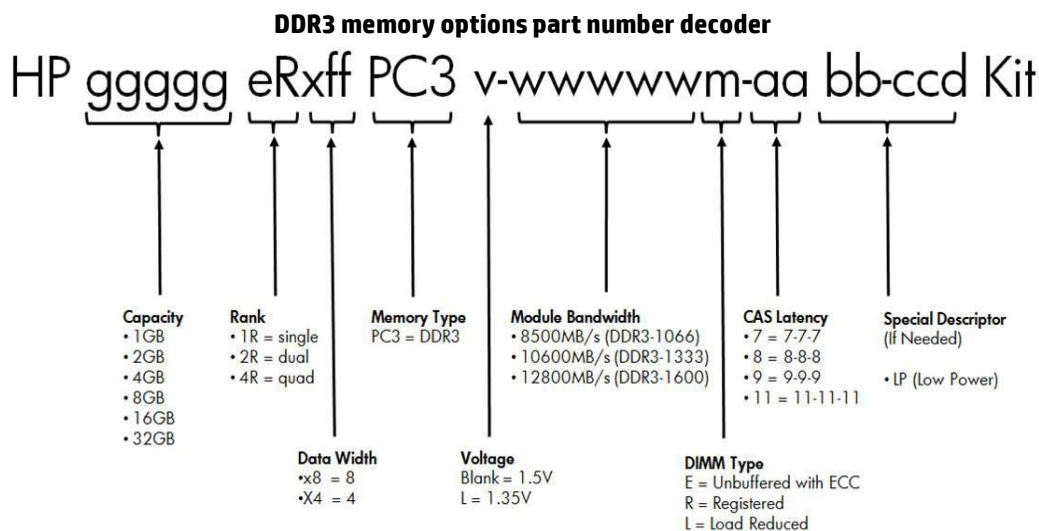 DDR3 memory options part number decoder
HP ggggg eRxff PC3 v-wwwwwm-aa bb-ccd Kit
Capacity
• 1GB
• 2GB
• 4GB
• 8GB
• 16GB
• 32GB
Rank
• 1R = single
• 2R = dual
• 4R = quad
Memory Type
PC3 = DDR3
Module Bandwidth
• 8500MB/s (DDR3-1066)
• 10600MB/s (DDR3-1333)
• 12800MB/s (DDR3-1600)
CAS Latency
• 7 = 7-7-7
• 8 = 8-8-8
• 9 = 9-9-9
• 11 = 11-11-11
Special Descriptor
(If Needed)
• LP (Low Power)
Data Width
•x8 = 8
•X4 = 4
Voltage
Blank = 1.5V
L = 1.35V
DIMM Type
E = Unbuffered with ECC
R = Registered
L = Load Reduced